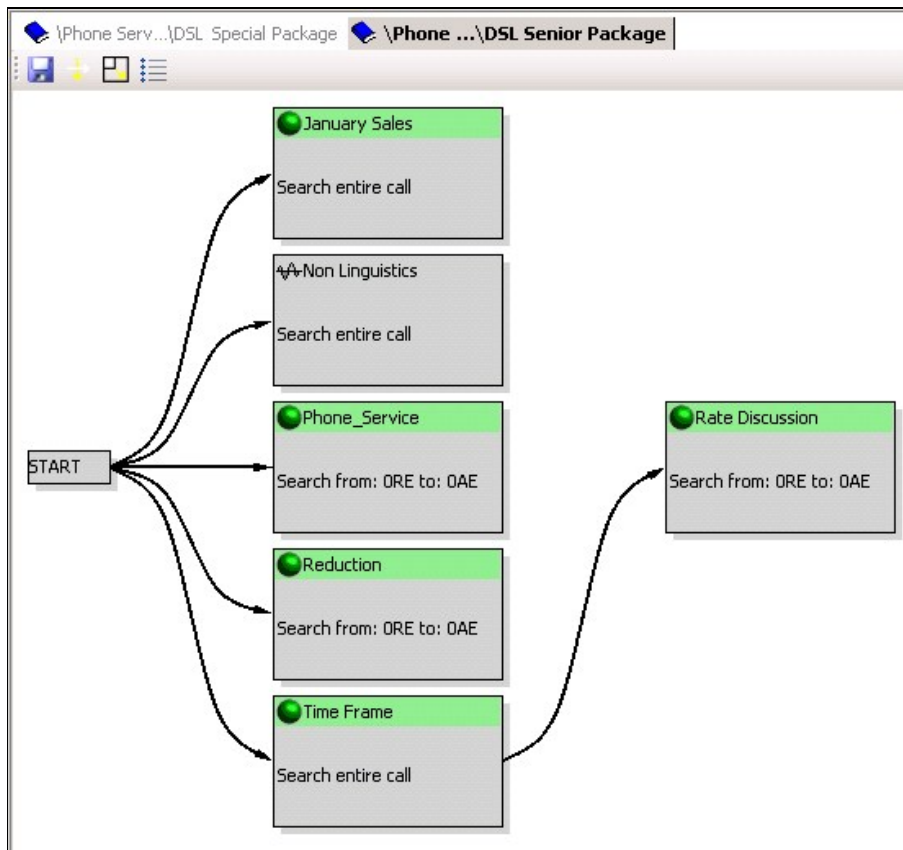 \Phone Serv...\DSL Special Package
\Phone ...\DSL Senior Package
January Sales
Search entire call
Non Linguistics
Search entire call
Phone_Service
Search from: 0RE to: 0AE
Rate Discussion
Search from: 0RE to: 0AE
START
Reduction
Search from: 0RE to: 0AE
Time Frame
Search entire call